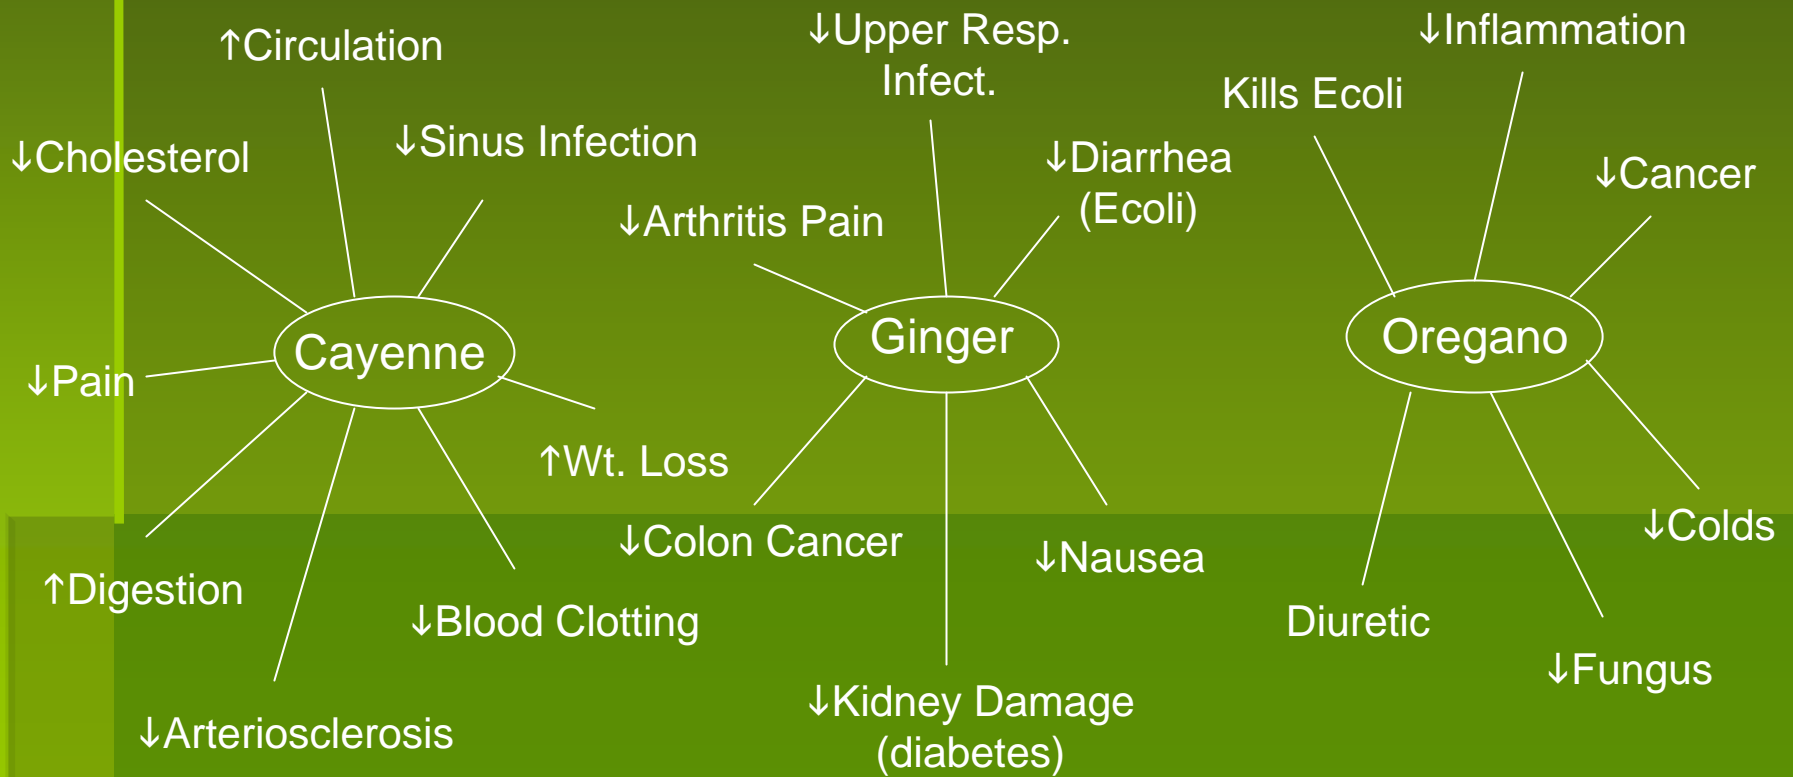 ↑Circulation
↓Cholesterol
↓Sinus Infection
↓Pain
Cayenne
↑Wt. Loss
↑Digestion
↓Blood Clotting
↓Arteriosclerosis
↓Upper Resp.
Infect.
↓Diarrhea
(Ecoli)
↓Arthritis Pain
Ginger
↓Colon Cancer
↓Nausea
↓Kidney Damage
(diabetes)
↓Inflammation
Kills Ecoli
↓Cancer
Oregano
↓Colds
Diuretic
↓Fungus